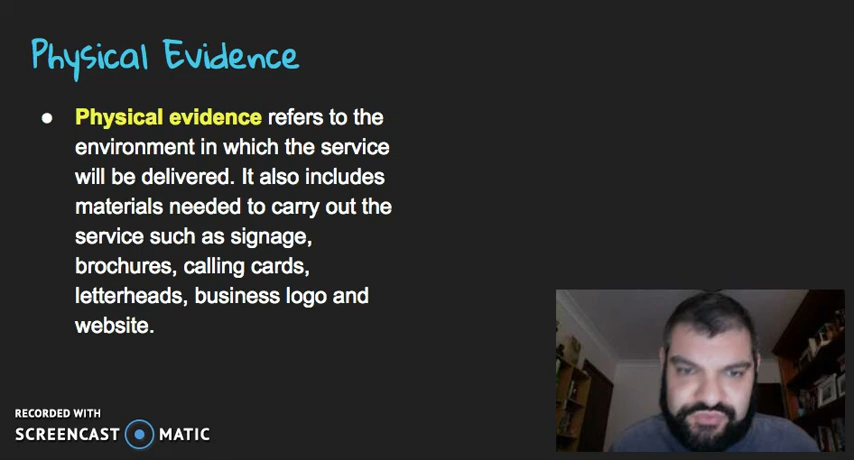 Physical Evidence
● Physical evidence refers to the
environment in which the service
will be delivered. It also includes
materials needed to carry out the
service such as signage,
brochures, calling cards,
letterheads, business logo and
website.
RECORDED WITH
SCREENCAST MATIC